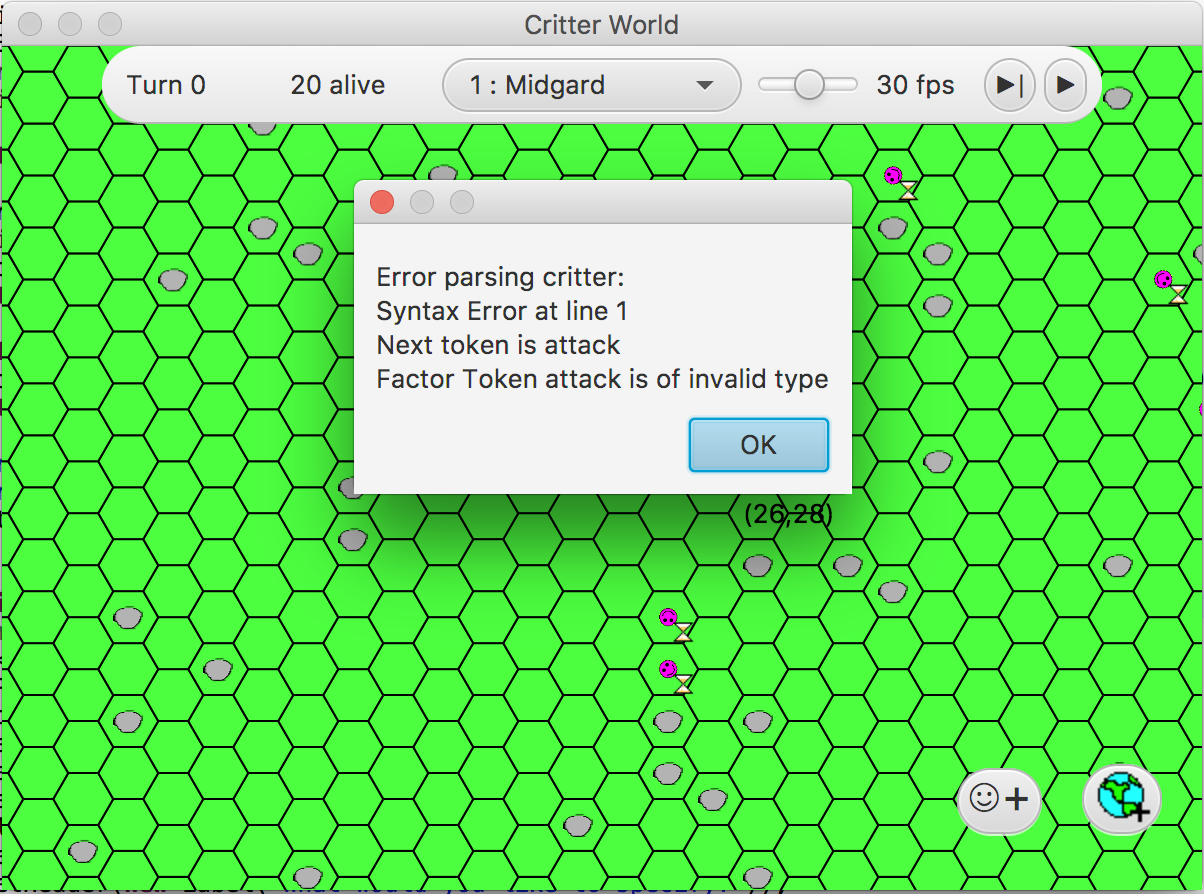 Critter World
Turn 0 20 alive 1 : Midgard 30 fps
Error parsing critter:
Syntax Error at line 1
Next token is attack
Factor Token attack is of invalid type
OK
(26,28)